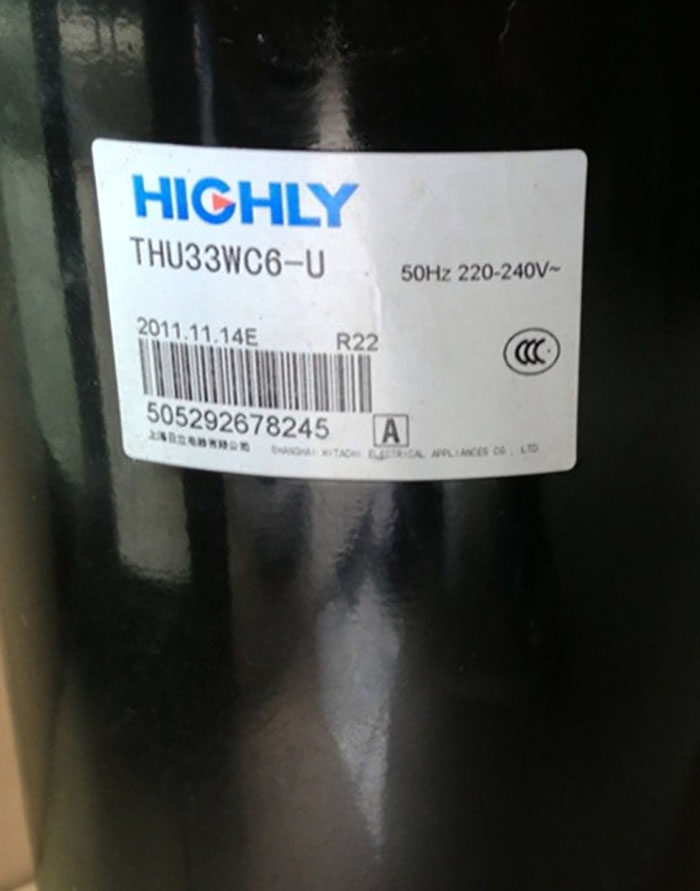 HIGHLY
THU33WC6-U
50Hz 220-240V~
2011.11.14E R22
505292678245 A
上海日立电器有限公司 SHANGHAI HITACHI ELECTRICAL APPLIANCES CO., LTD
CCC